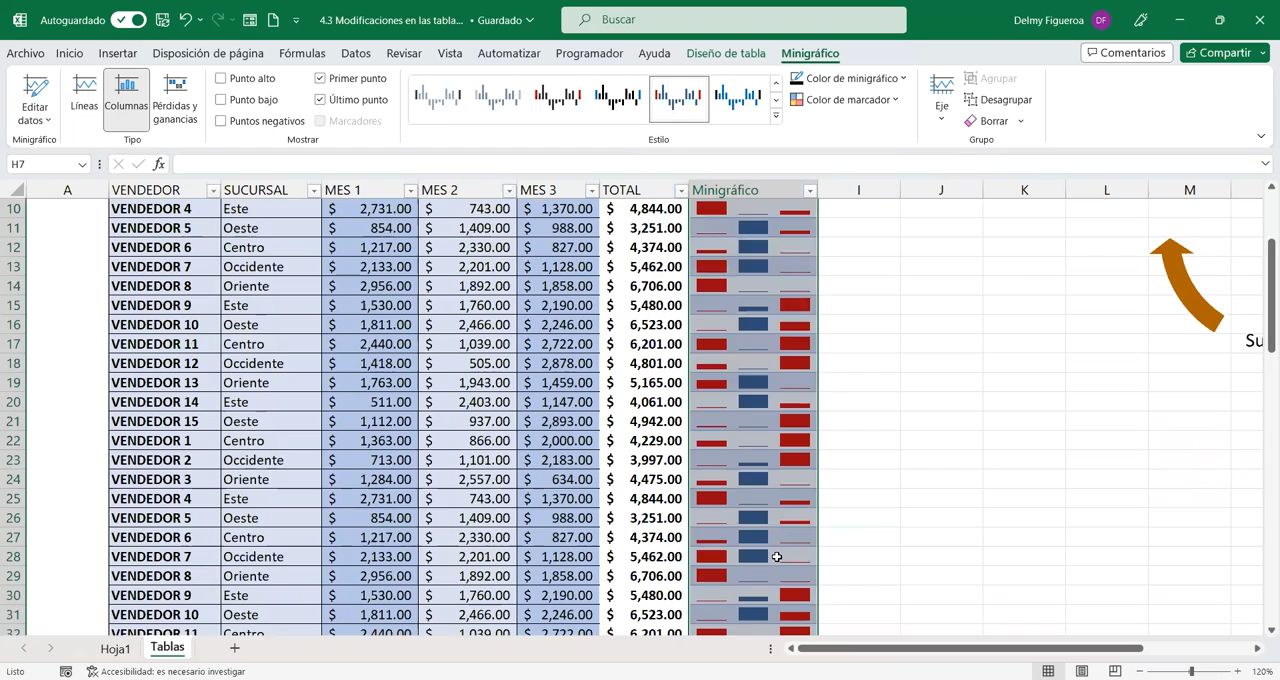 Autoguardado 4.3 Modificaciones en las tabla... • Guardado Buscar Delmy Figueroa DF
Archivo Inicio Insertar Disposición de página Fórmulas Datos Revisar Vista Automatizar Programador Ayuda Diseño de tabla Minigráfico Comentarios Compartir
Editar datos Líneas Columnas Pérdidas y ganancias
Punto alto Primer punto
Punto bajo Último punto
Puntos negativos Marcadores
Color de minigráfico
Color de marcador
Eje Agrupar
Desagrupar
Borrar
Minigráfico Tipo Mostrar Estilo Grupo
H7 fx
A VENDEDOR SUCURSAL MES 1 MES 2 MES 3 TOTAL Minigráfico I J K L M
10 VENDEDOR 4 Este $ 2,731.00 $ 743.00 $ 1,370.00 $ 4,844.00
11 VENDEDOR 5 Oeste $ 854.00 $ 1,409.00 $ 988.00 $ 3,251.00
12 VENDEDOR 6 Centro $ 1,217.00 $ 2,330.00 $ 827.00 $ 4,374.00
13 VENDEDOR 7 Occidente $ 2,133.00 $ 2,201.00 $ 1,128.00 $ 5,462.00
14 VENDEDOR 8 Oriente $ 2,956.00 $ 1,892.00 $ 1,858.00 $ 6,706.00
15 VENDEDOR 9 Este $ 1,530.00 $ 1,760.00 $ 2,190.00 $ 5,480.00
16 VENDEDOR 10 Oeste $ 1,811.00 $ 2,466.00 $ 2,246.00 $ 6,523.00
17 VENDEDOR 11 Centro $ 2,440.00 $ 1,039.00 $ 2,722.00 $ 6,201.00
Su
18 VENDEDOR 12 Occidente $ 1,418.00 $ 505.00 $ 2,878.00 $ 4,801.00
19 VENDEDOR 13 Oriente $ 1,763.00 $ 1,943.00 $ 1,459.00 $ 5,165.00
20 VENDEDOR 14 Este $ 511.00 $ 2,403.00 $ 1,147.00 $ 4,061.00
21 VENDEDOR 15 Oeste $ 1,112.00 $ 937.00 $ 2,893.00 $ 4,942.00
22 VENDEDOR 1 Centro $ 1,363.00 $ 866.00 $ 2,000.00 $ 4,229.00
23 VENDEDOR 2 Occidente $ 713.00 $ 1,101.00 $ 2,183.00 $ 3,997.00
24 VENDEDOR 3 Oriente $ 1,284.00 $ 2,557.00 $ 634.00 $ 4,475.00
25 VENDEDOR 4 Este $ 2,731.00 $ 743.00 $ 1,370.00 $ 4,844.00
26 VENDEDOR 5 Oeste $ 854.00 $ 1,409.00 $ 988.00 $ 3,251.00
27 VENDEDOR 6 Centro $ 1,217.00 $ 2,330.00 $ 827.00 $ 4,374.00
28 VENDEDOR 7 Occidente $ 2,133.00 $ 2,201.00 $ 1,128.00 $ 5,462.00
29 VENDEDOR 8 Oriente $ 2,956.00 $ 1,892.00 $ 1,858.00 $ 6,706.00
30 VENDEDOR 9 Este $ 1,530.00 $ 1,760.00 $ 2,190.00 $ 5,480.00
31 VENDEDOR 10 Oeste $ 1,811.00 $ 2,466.00 $ 2,246.00 $ 6,523.00
32 VENDEDOR 11 Centro $ 2,440.00 $ 1,039.00 $ 2,722.00 $ 6,201.00
Hoja1 Tablas
Listo Accesibilidad: es necesario investigar 120%